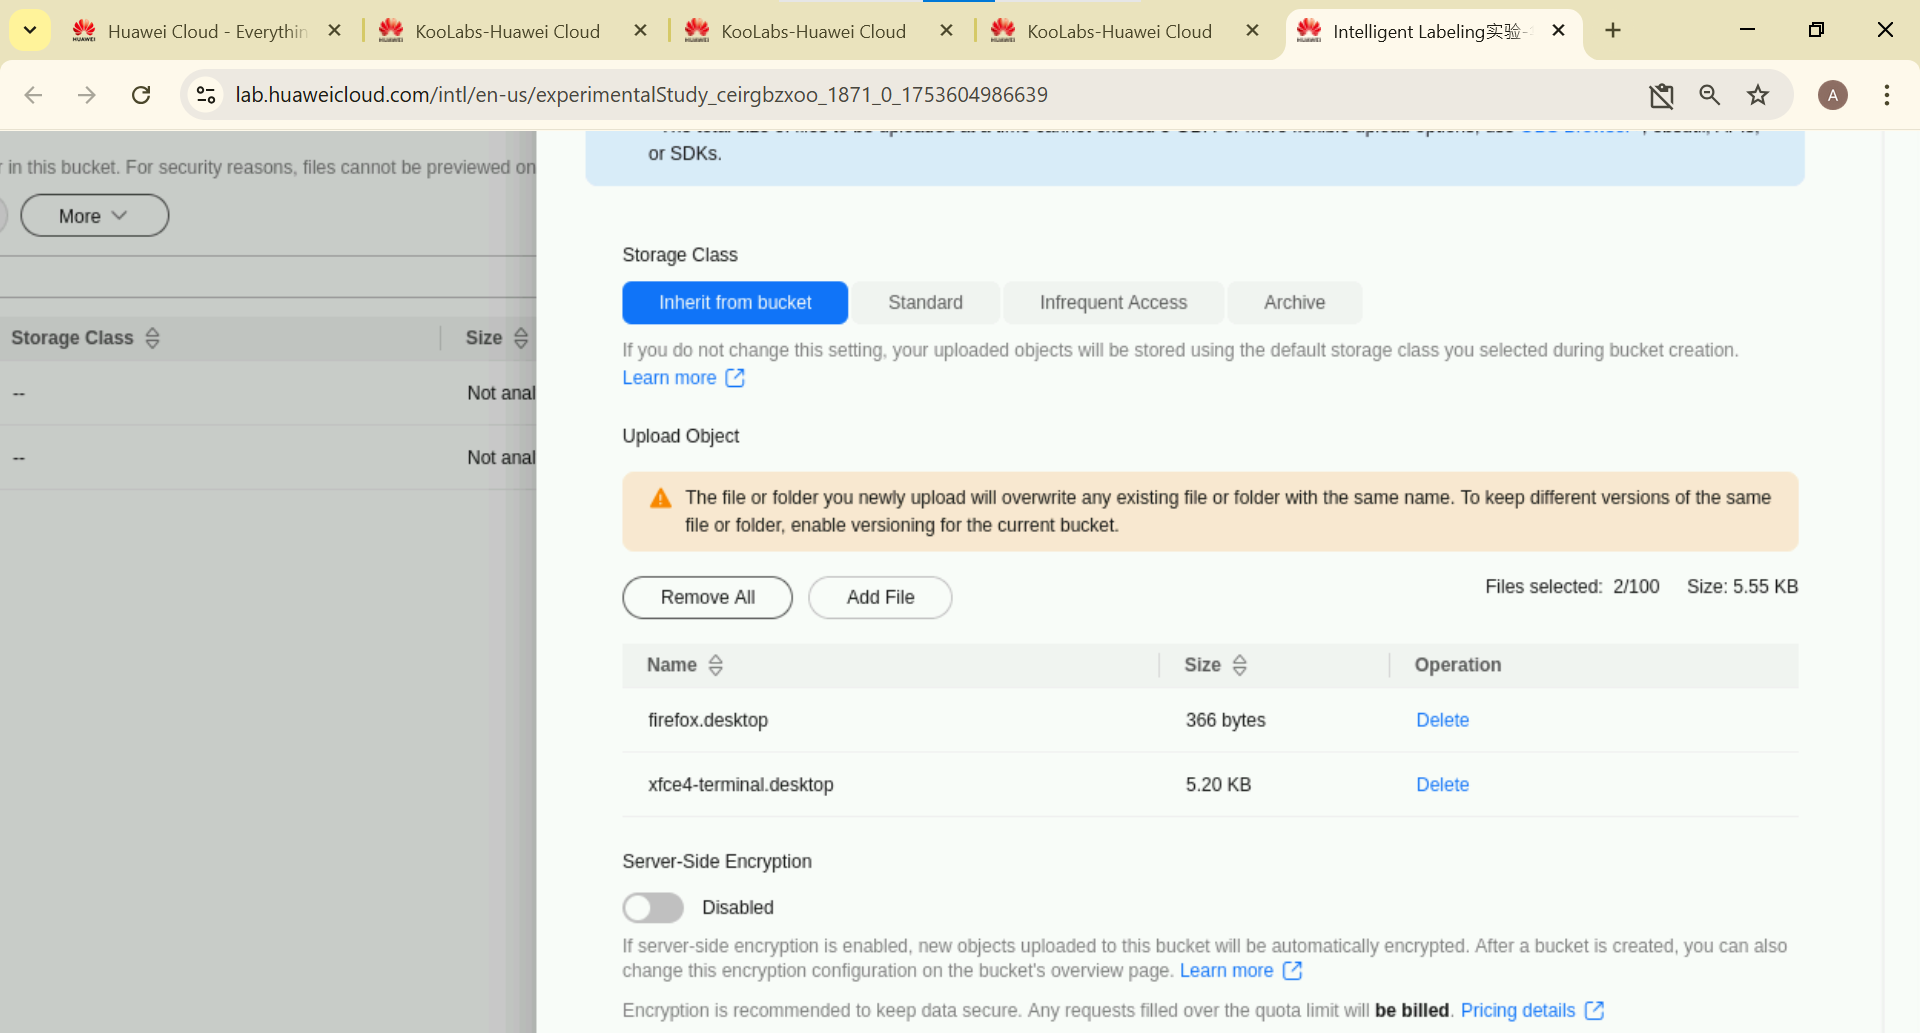 Huawei Cloud - Everythin
KooLabs-Huawei Cloud
KooLabs-Huawei Cloud
KooLabs-Huawei Cloud
Intelligent Labeling实验-
lab.huaweicloud.com/intl/en-us/experimentalStudy_ceirgbzxoo_1871_0_1753604986639
A
r in this bucket. For security reasons, files cannot be previewed on
More
Storage Class
Size
--
Not anal
--
Not anal
or SDKs.
Storage Class
Inherit from bucket
Standard
Infrequent Access
Archive
If you do not change this setting, your uploaded objects will be stored using the default storage class you selected during bucket creation.
Learn more
Upload Object
The file or folder you newly upload will overwrite any existing file or folder with the same name. To keep different versions of the same
file or folder, enable versioning for the current bucket.
Remove All
Add File
Files selected: 2/100
Size: 5.55 KB
Name
Size
Operation
firefox.desktop
366 bytes
Delete
xfce4-terminal.desktop
5.20 KB
Delete
Server-Side Encryption
Disabled
If server-side encryption is enabled, new objects uploaded to this bucket will be automatically encrypted. After a bucket is created, you can also
change this encryption configuration on the bucket's overview page. Learn more
Encryption is recommended to keep data secure. Any requests filled over the quota limit will be billed. Pricing details